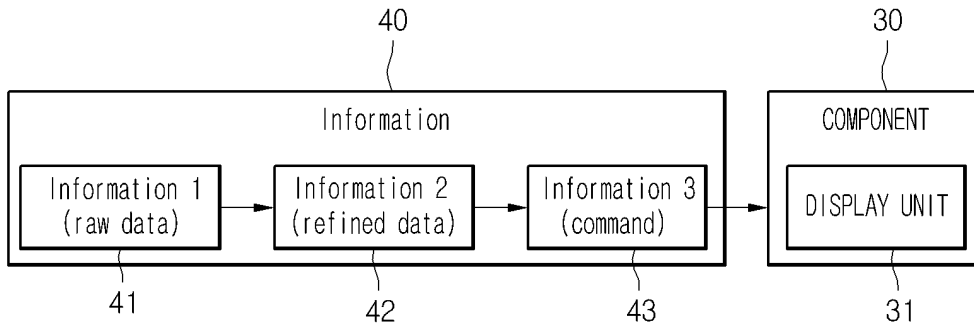 40
30
Information
COMPONENT
Information 1
(raw data)
Information 2
(refined data)
Information 3
(command)
DISPLAY UNIT
41
42
43
31